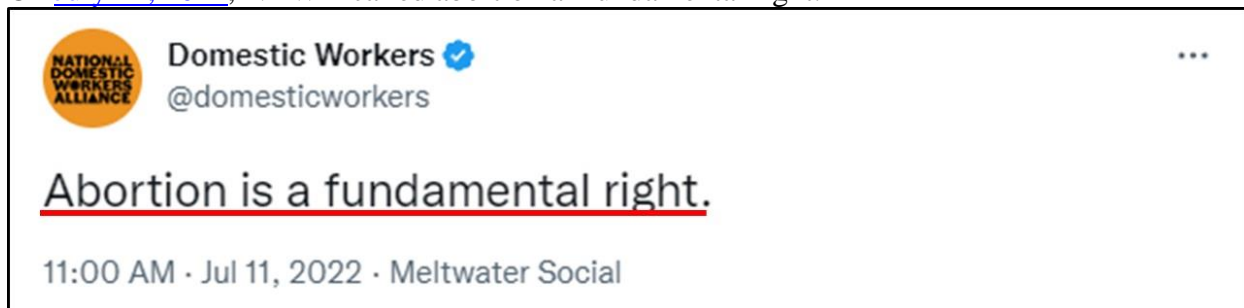 NATIONAL
DOMESTIC
WORKERS
ALLIANCE
Domestic Workers
@domesticworkers
Abortion is a fundamental right.
11:00 AM · Jul 11, 2022 · Meltwater Social